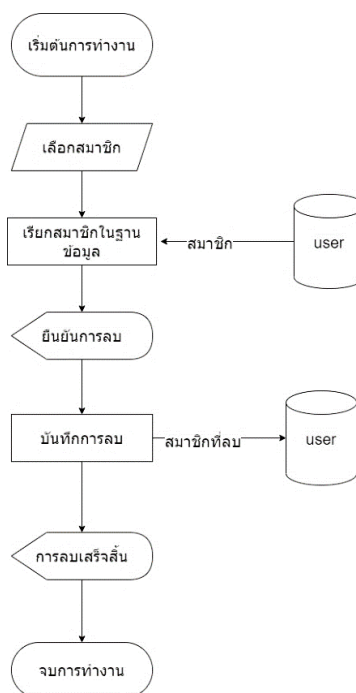 เริ่มต้นการทำงาน
เลือกสมาชิก
เรียกสมาชิกในฐาน
ข้อมูล
สมาชิก
user
ยืนยันการลบ
บันทึกการลบ
สมาชิกที่ลบ
user
การลบเสร็จสิ้น
จบการทำงาน